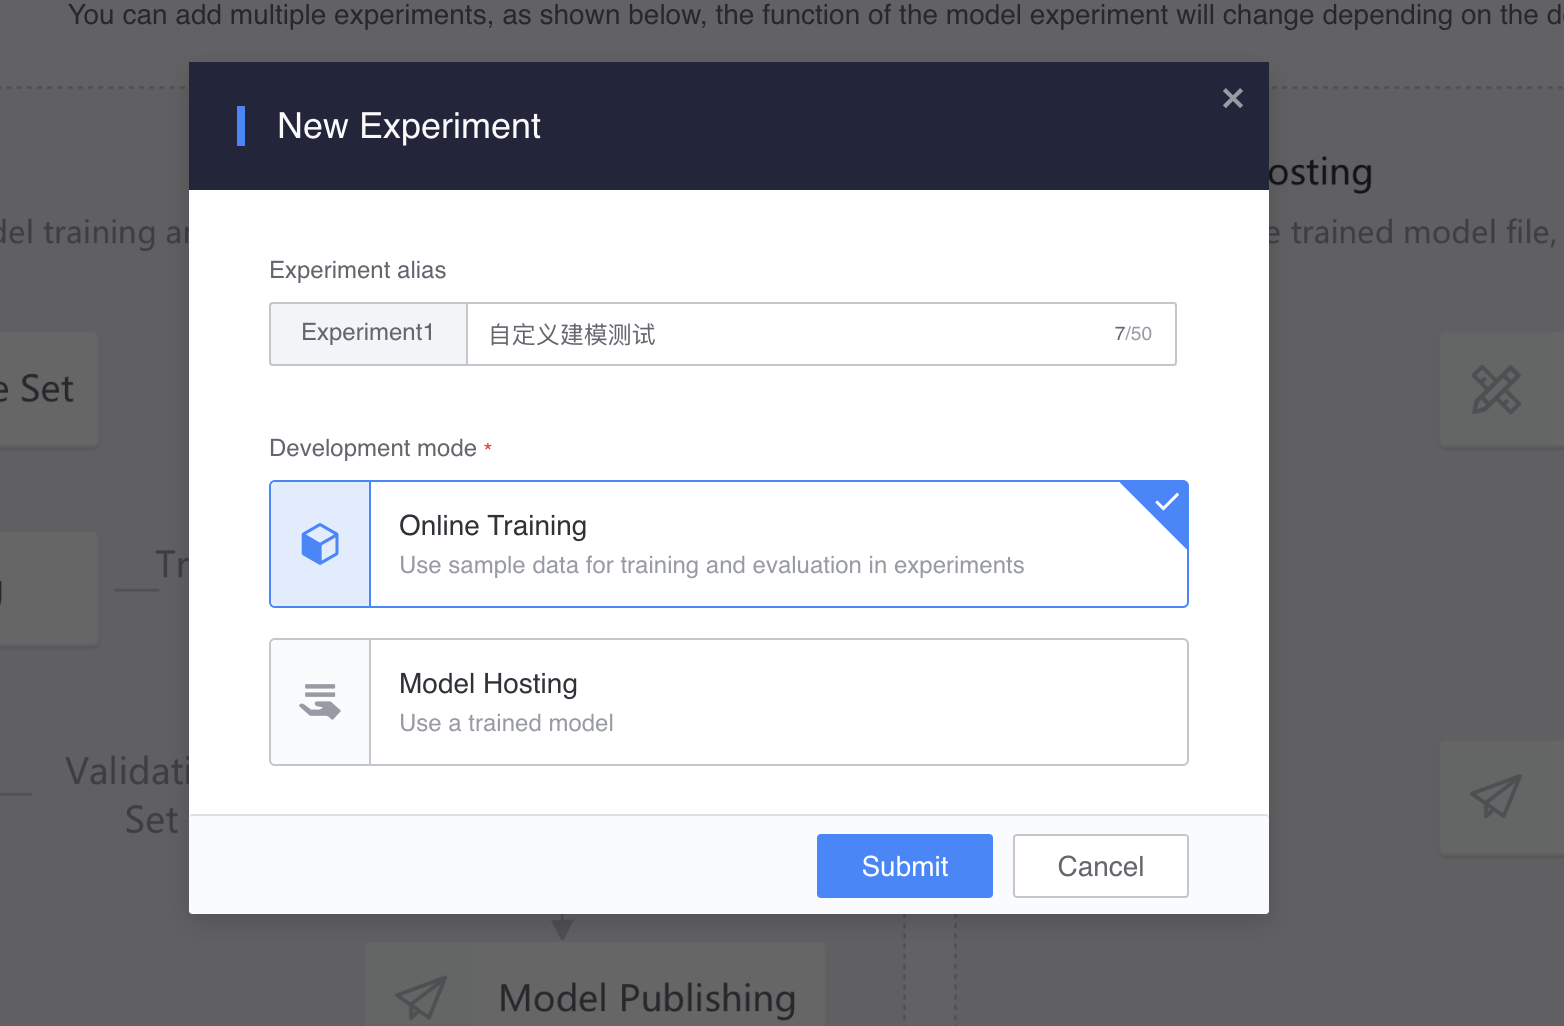 You can add multiple experiments, as shown below, the function of the model experiment will change depending on the
New Experiment
osting
del training
trained model file,
Experiment alias
Experiment1 自定义建模测试 7/50
e Set
Development mode *
Online Training
Use sample data for training and evaluation in experiments
Tr
Model Hosting
Use a trained model
Validati
Set
Submit Cancel
Model Publishing